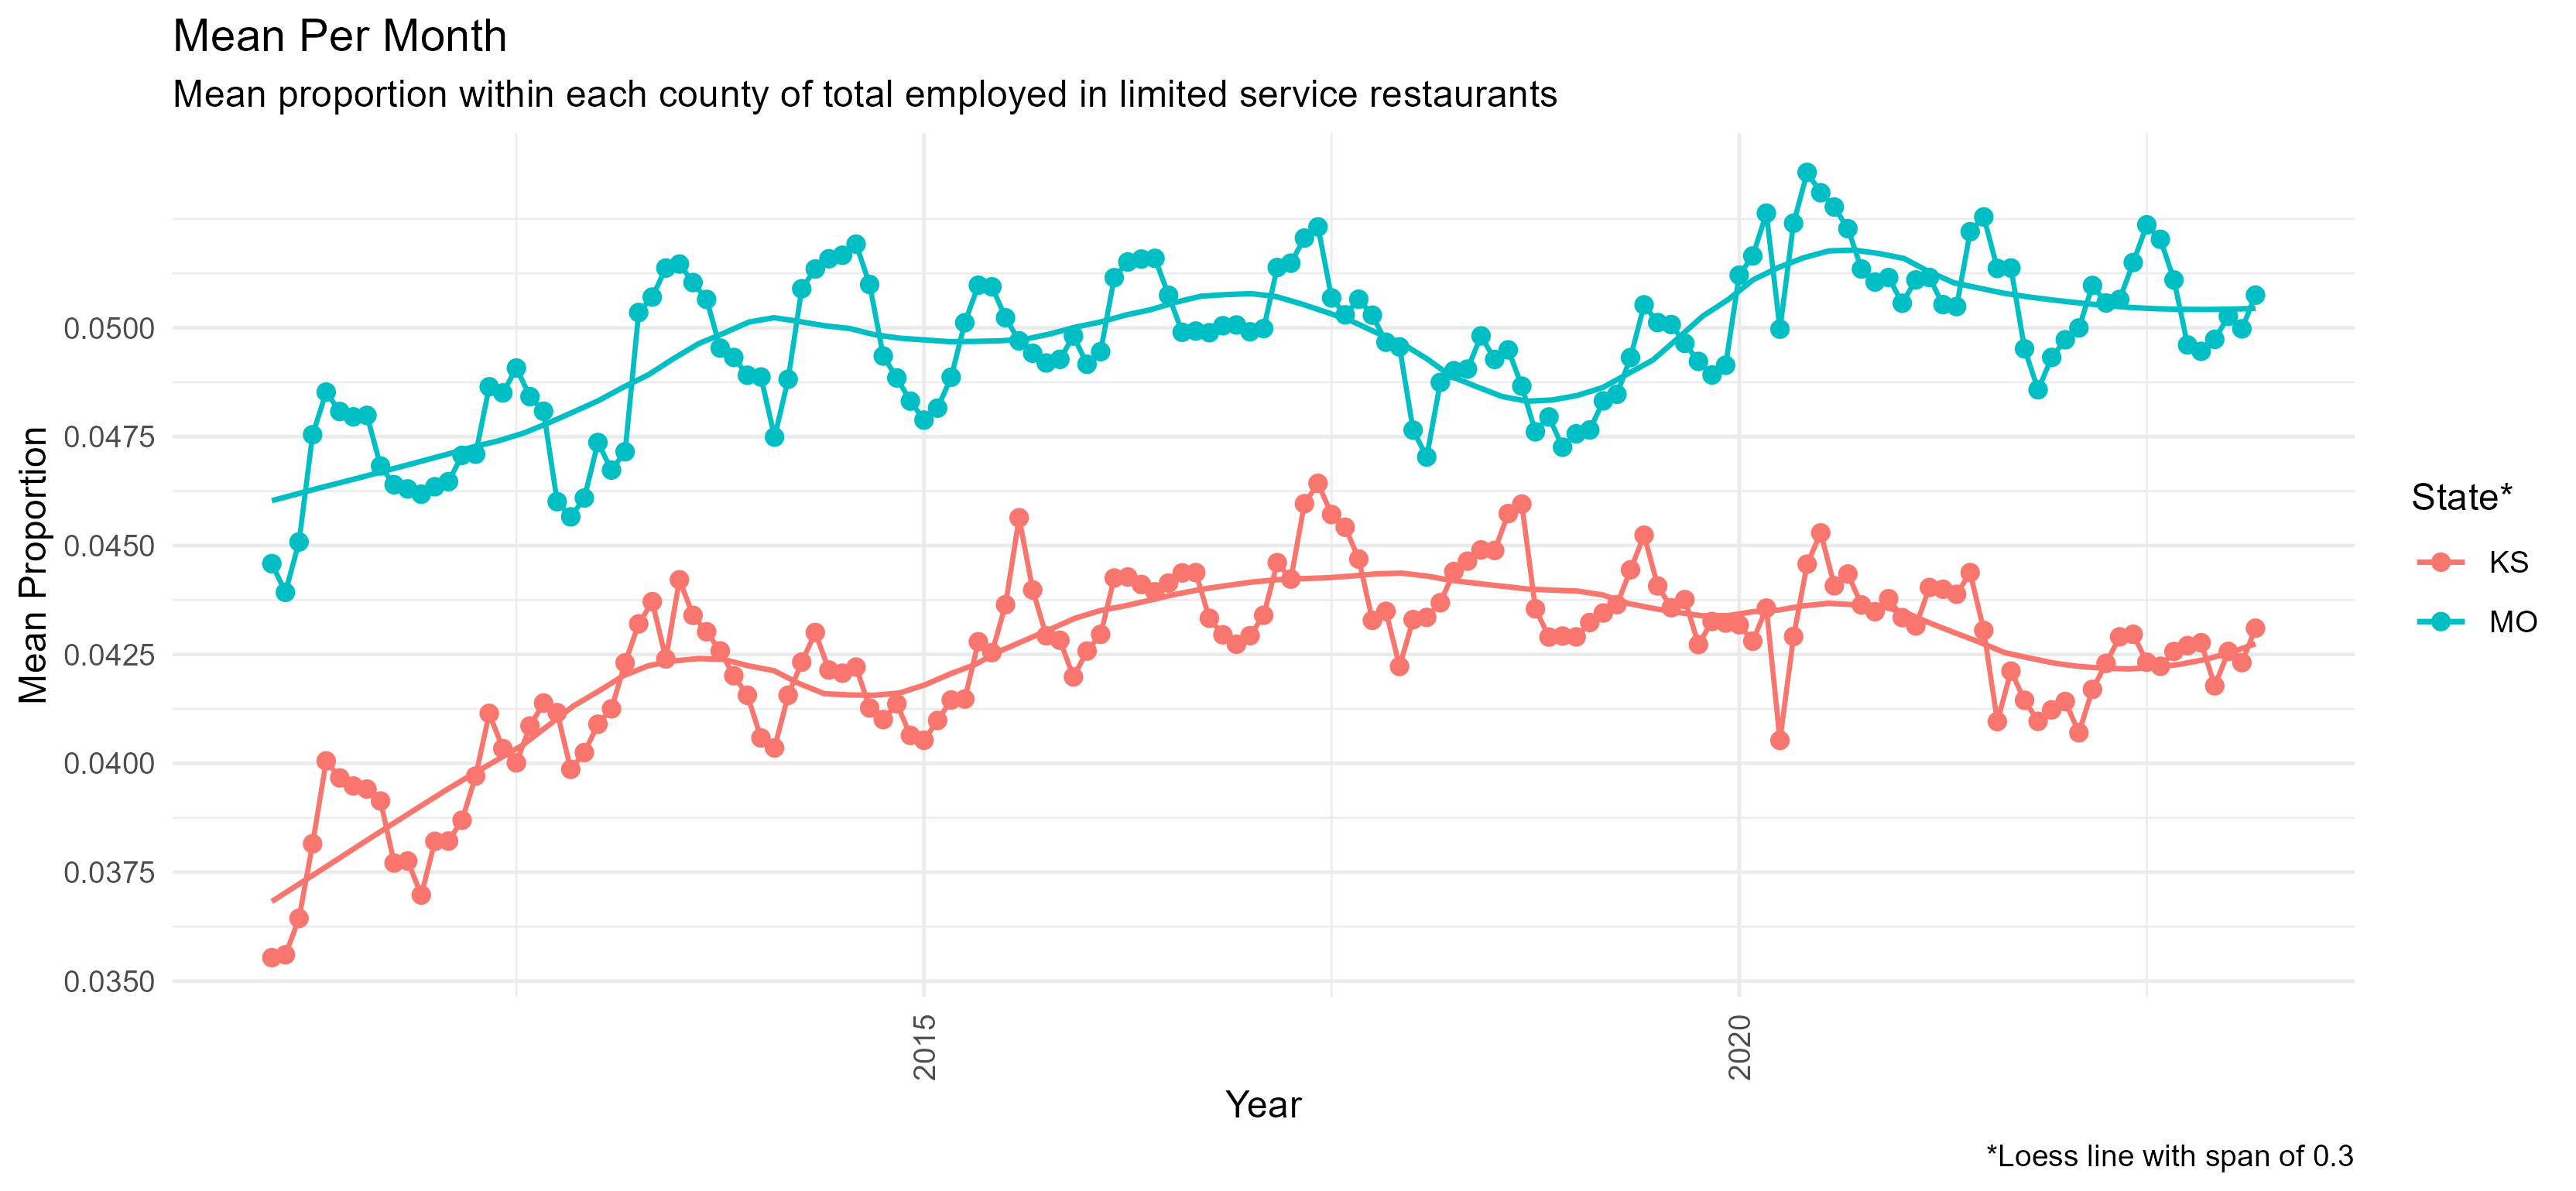 Mean Per Month
Mean proportion within each county of total employed in limited service restaurants
Mean Proportion
0.0500
0.0475
0.0450
0.0425
0.0400
0.0375
0.0350
2015
2020
Year
State*
KS
MO
*Loess line with span of 0.3